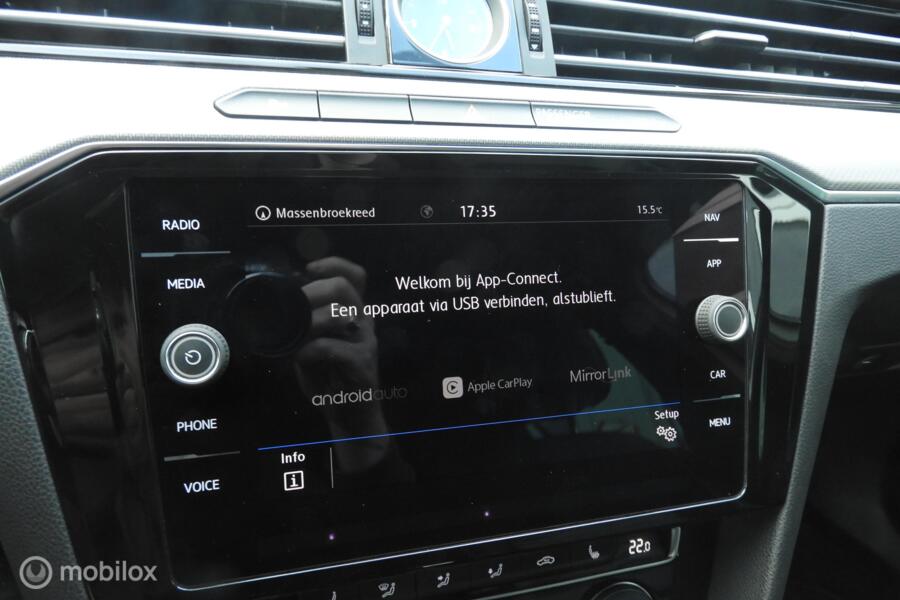 PASSENGER
RADIO
MEDIA
PHONE
VOICE
Massenbroekreed 17:35 15.5°C
Welkom bij App-Connect.
Een apparaat via USB verbinden, alstublieft.
androidauto Apple CarPlay MirrorLink
Info
i
Setup
NAV
APP
CAR
MENU
22.0
mobilox